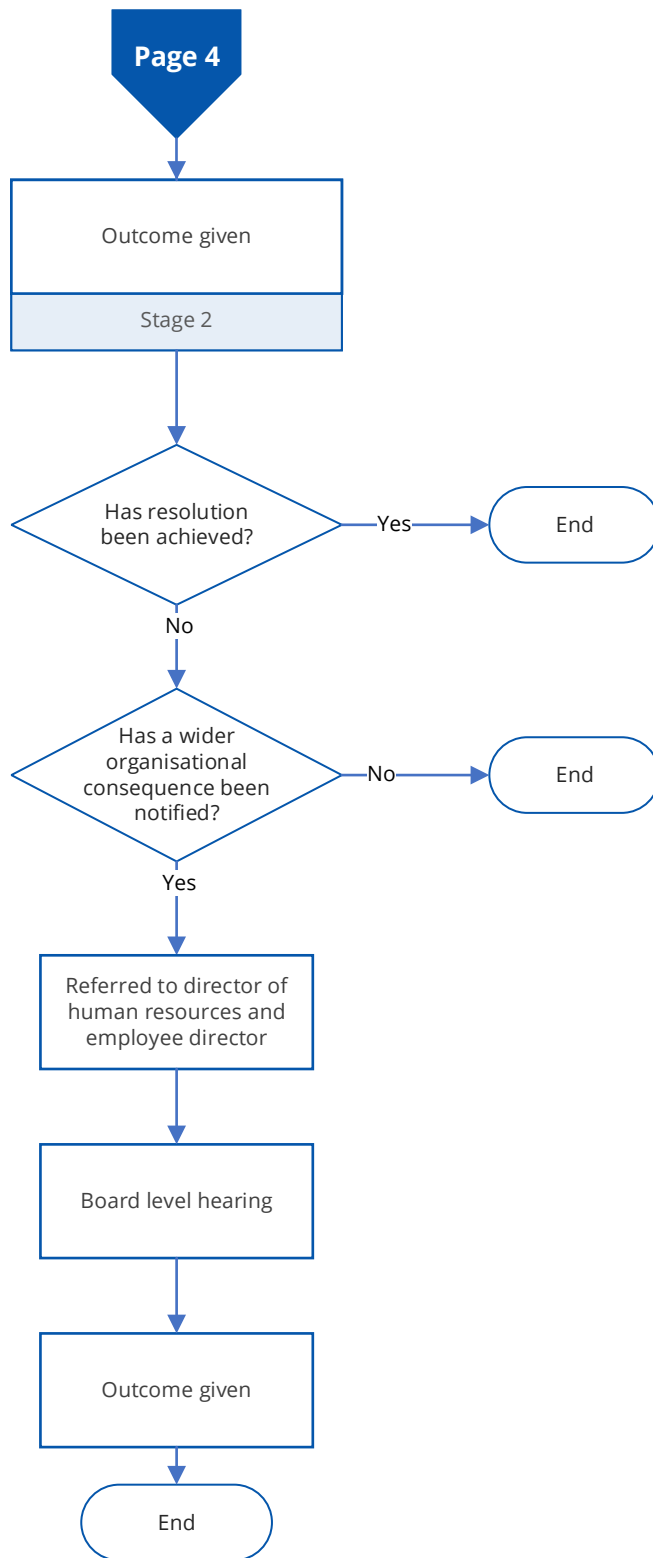 Page 4
Outcome given
Stage 2
Has resolution
been achieved?
Yes
End
No
Has a wider
organisational
consequence been
notified?
No
End
Yes
Referred to director of
human resources and
employee director
Board level hearing
Outcome given
End